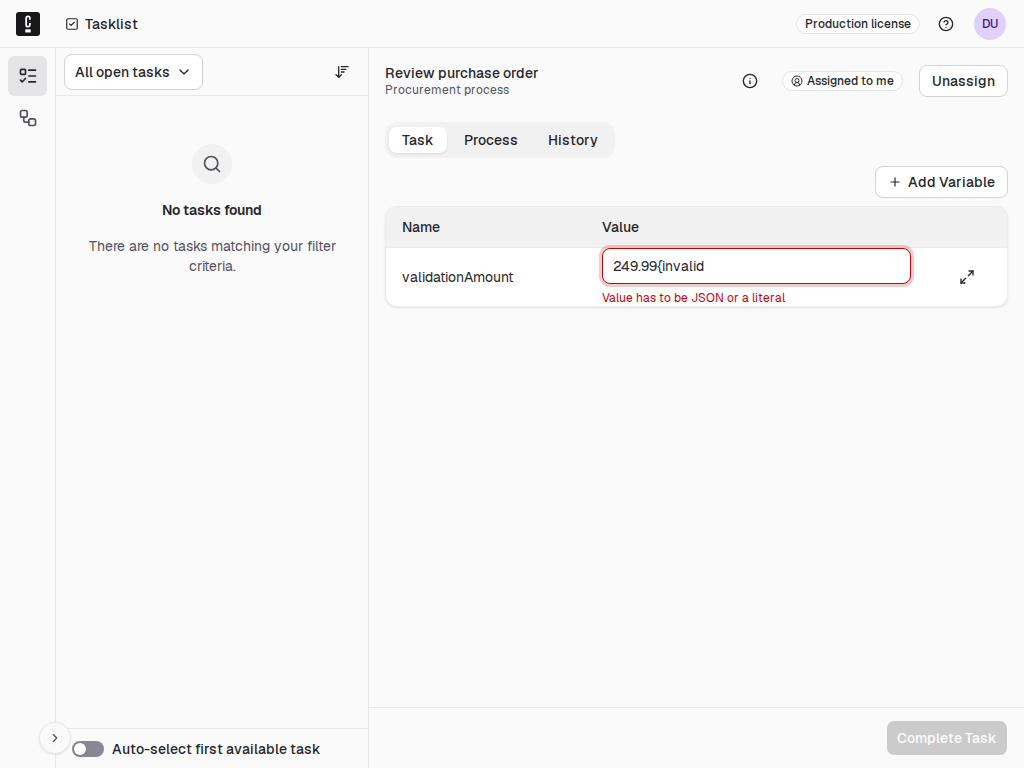 Tasklist
Production license
DU
All open tasks
No tasks found
There are no tasks matching your filter
criteria.
Auto-select first available task
Review purchase order
Procurement process
Assigned to me
Unassign
Task
Process
History
Add Variable
Name
Value
validationAmount
249.99{invalid
Value has to be JSON or a literal
Complete Task